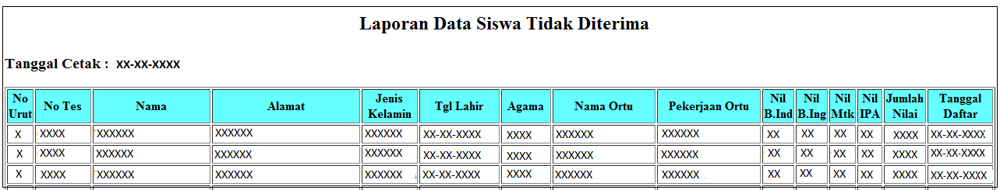 Laporan Data Siswa Tidak Diterima
Tanggal Cetak : XX-XX-XXXX
No Urut No Tes Nama Alamat Jenis Kelamin Tgl Lahir Agama Nama Ortu Pekerjaan Ortu Nil B.Ind Nil B.Ing Nil Mtk Nil IPA Jumlah Nilai Tanggal Daftar
X XXXX XXXXXX XXXXXX XXXXXX XX-XX-XXXX XXXX XXXXXX XXXXXX XX XX XX XX XXXX XX-XX-XXXX
X XXXX XXXXXX XXXXXX XXXXXX XX-XX-XXXX XXXX XXXXXX XXXXXX XX XX XX XX XXXX XX-XX-XXXX
X XXXX XXXXXX XXXXXX XXXXXX XX-XX-XXXX XXXX XXXXXX XXXXXX XX XX XX XX XXXX XX-XX-XXXX